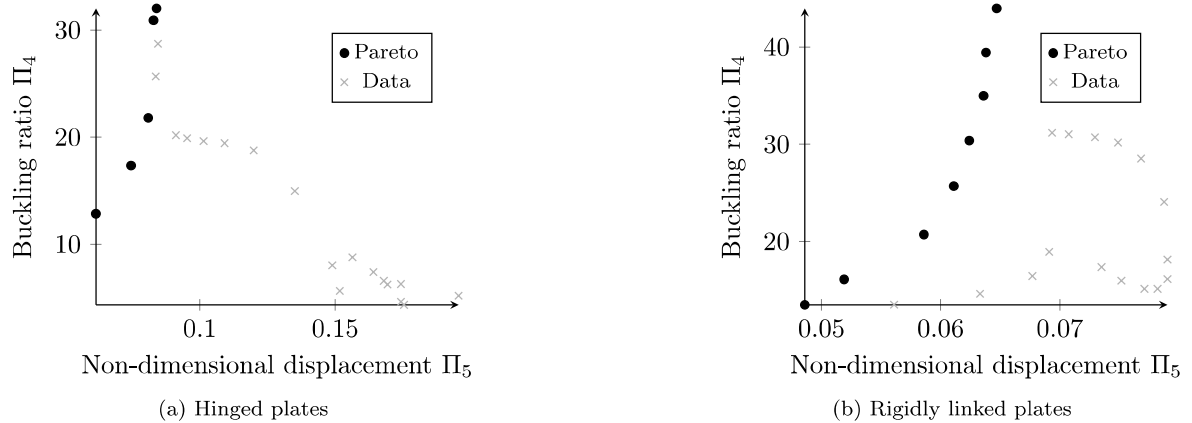 Buckling ratio Π₄
30
20
10
Pareto
Data
0.1
0.15
Non-dimensional displacement Π₅
(a) Hinged plates
Buckling ratio Π₄
40
30
20
Pareto
Data
0.05
0.06
0.07
Non-dimensional displacement Π₅
(b) Rigidly linked plates